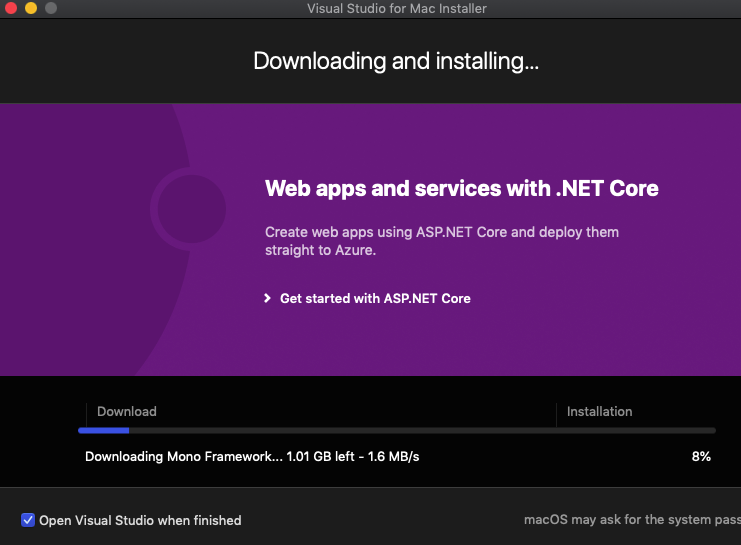 Visual Studio for Mac Installer
Downloading and installing...
Web apps and services with .NET Core
Create web apps using ASP.NET Core and deploy them
straight to Azure.
Get started with ASP.NET Core
Download Installation
Downloading Mono Framework... 1.01 GB left - 1.6 MB/s 8%
Open Visual Studio when finished macOS may ask for the system pass